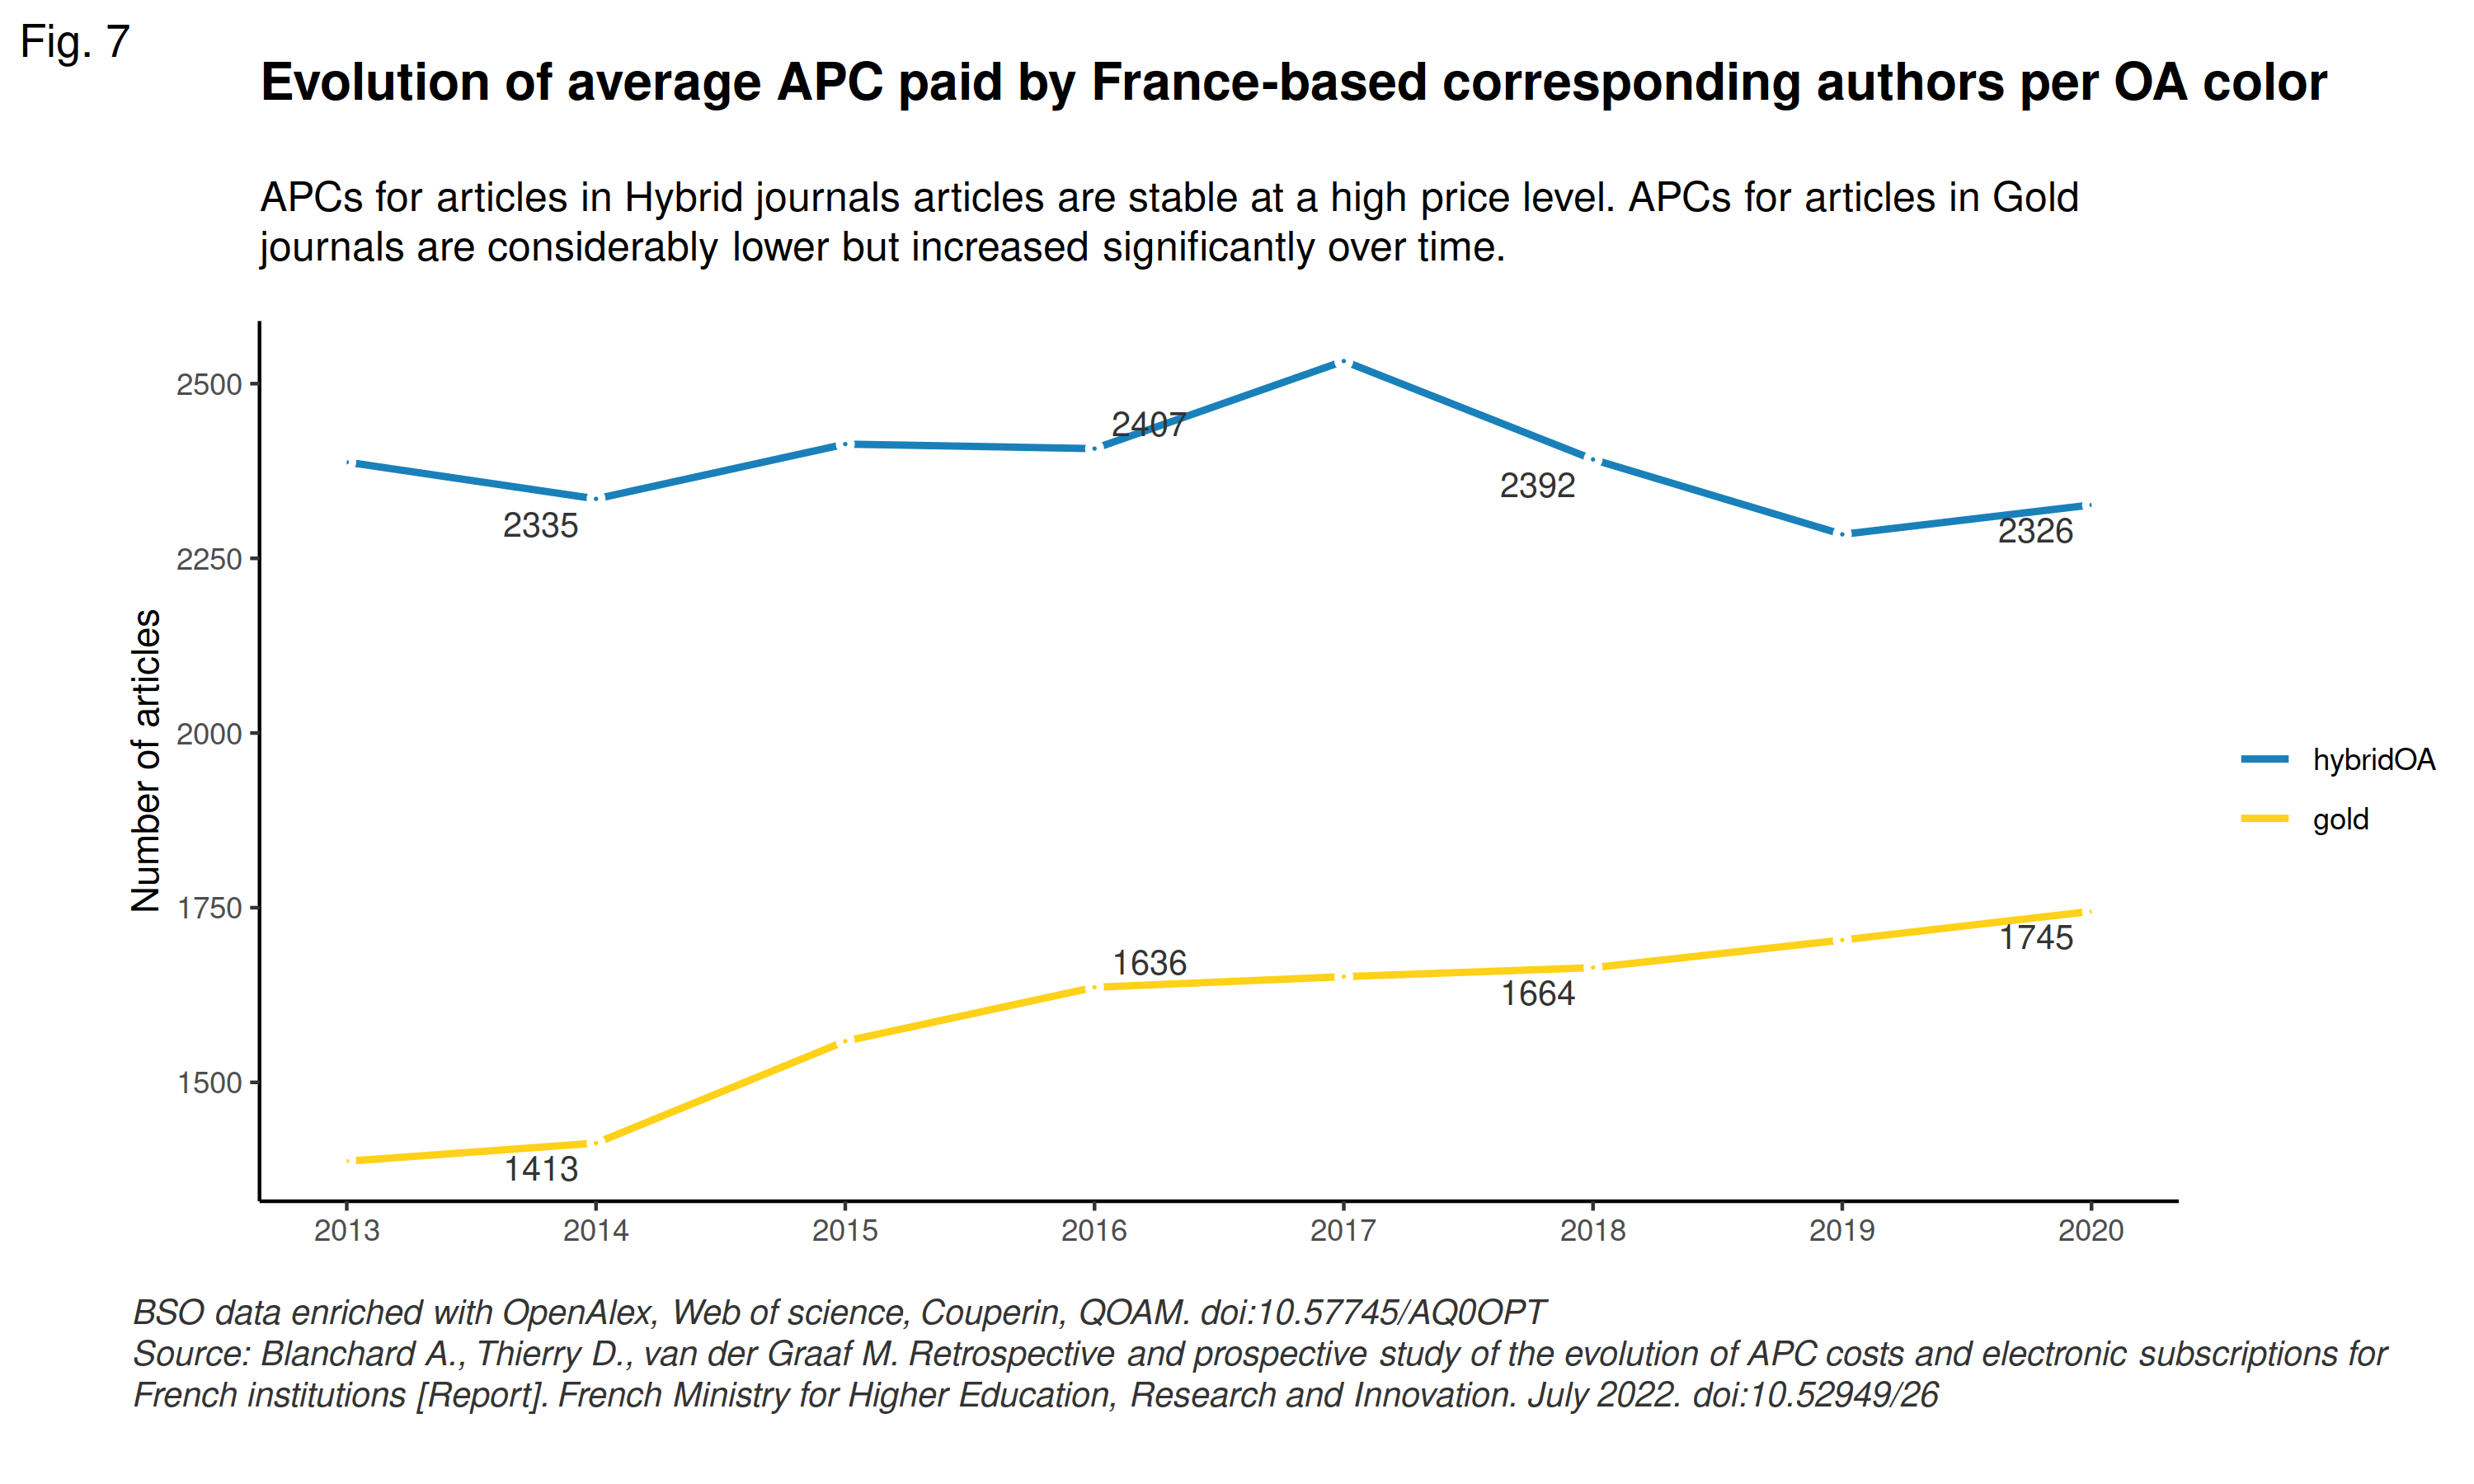 Fig. 7
Evolution of average APC paid by France-based corresponding authors per OA color
APCs for articles in Hybrid journals articles are stable at a high price level. APCs for articles in Gold
journals are considerably lower but increased significantly over time.
2500
2250
2000
1750
1500
Number of articles
2335
2407
2392
2326
1413
1636
1664
1745
hybridOA
gold
2013 2014 2015 2016 2017 2018 2019 2020
BSO data enriched with OpenAlex, Web of science, Couperin, QOAM. doi:10.57745/AQ0OPT
Source: Blanchard A., Thierry D., van der Graaf M. Retrospective and prospective study of the evolution of APC costs and electronic subscriptions for
French institutions [Report]. French Ministry for Higher Education, Research and Innovation. July 2022. doi:10.52949/26